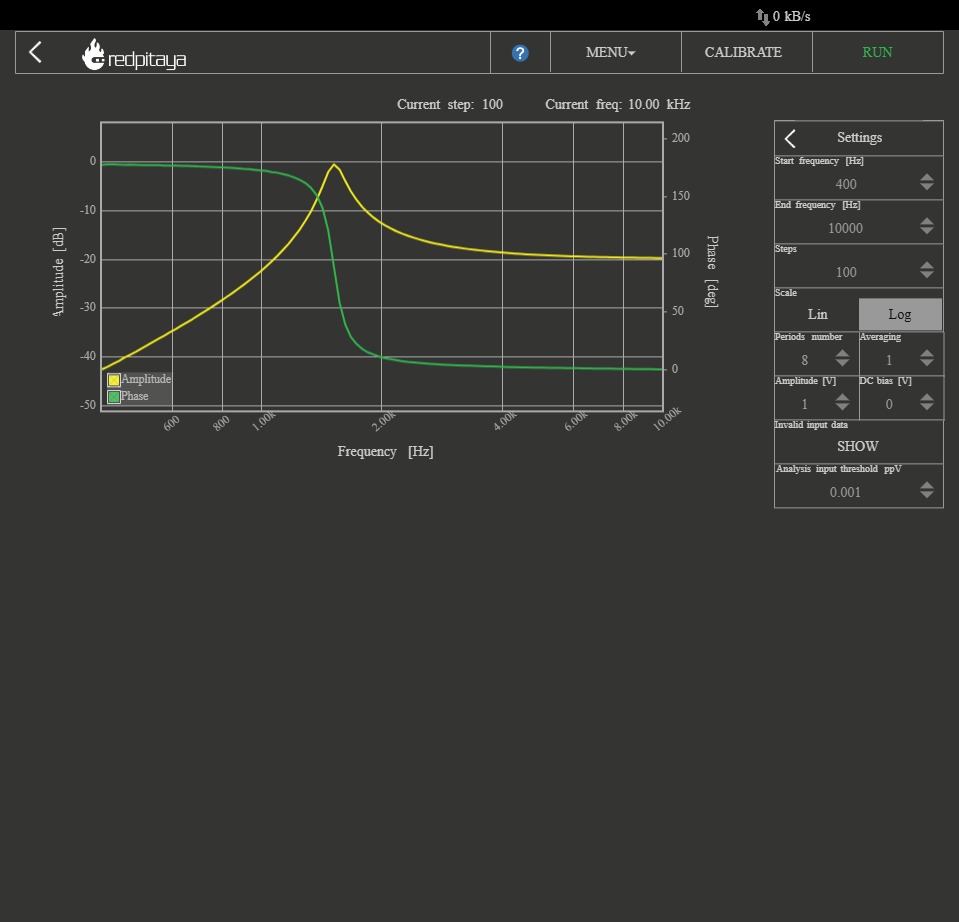 0 kB/s
redpitaya
?
MENU
CALIBRATE
RUN
Current step: 100
Current freq: 10.00 kHz
0
-10
-20
-30
-40
-50
Amplitude [dB]
200
150
100
50
0
Phase [deg]
Amplitude
Phase
600
800
1.00k
2.00k
4.00k
6.00k
8.00k
10.00k
Frequency [Hz]
Settings
Start frequency [Hz]
400
End frequency [Hz]
10000
Steps
100
Scale
Lin
Log
Periods number
8
Averaging
1
Amplitude [V]
1
DC bias [V]
0
Invalid input data
SHOW
Analysis input threshold ppV
0.001